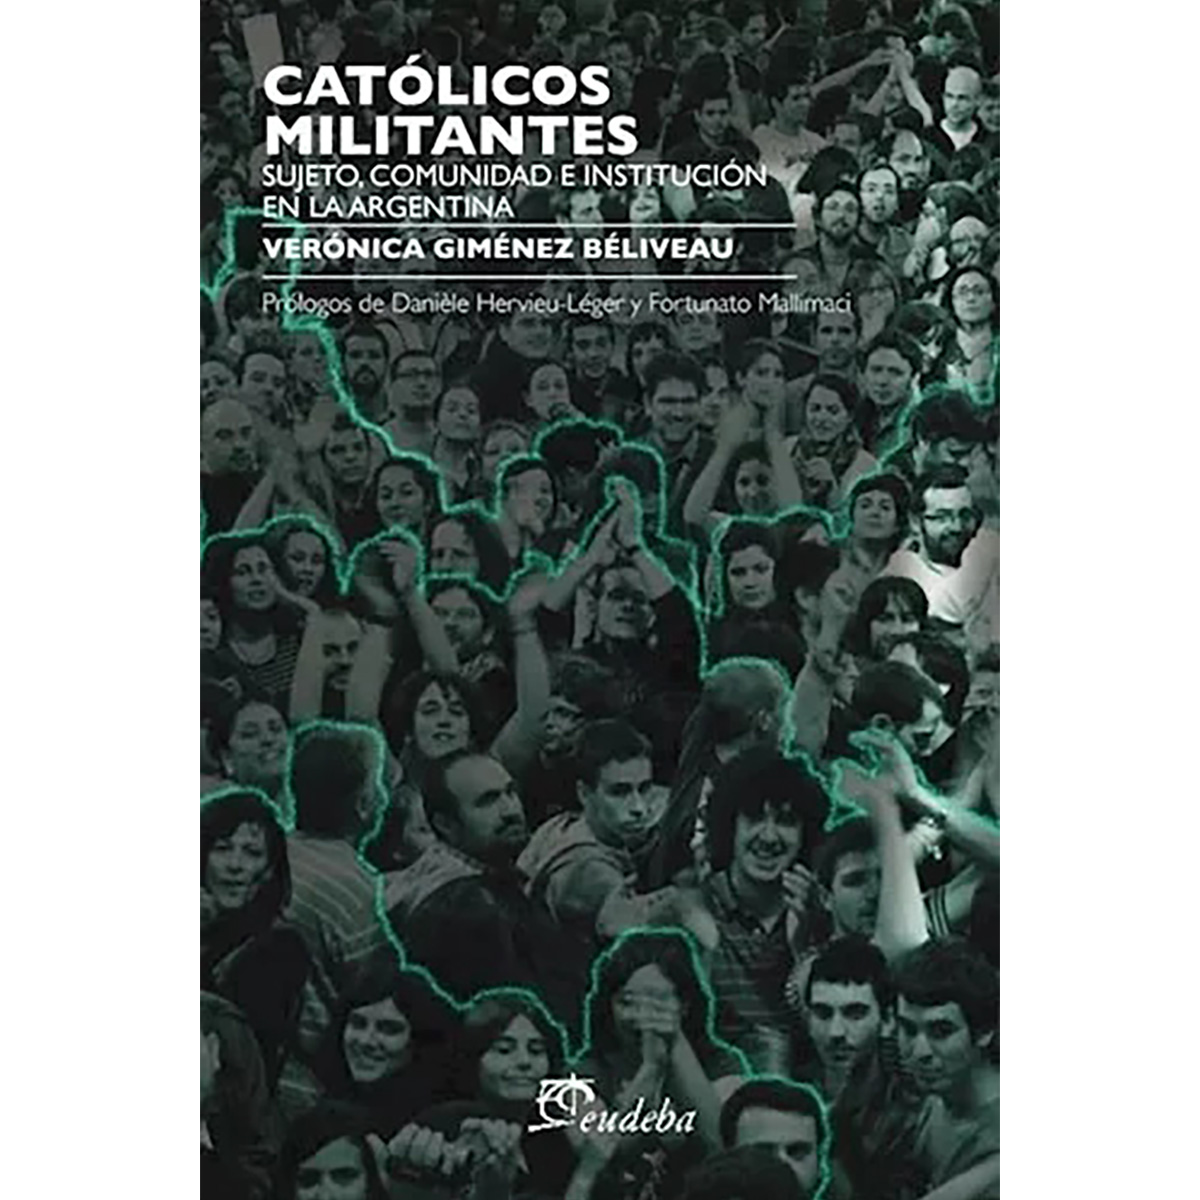 CATÓLICOS
MILITANTES
SUJETO, COMUNIDAD E INSTITUCIÓN
EN LA ARGENTINA
VERÓNICA GIMÉNEZ BÉLIVEAU
Prólogos de Danièle Hervieu-Léger y Fortunato Mallimaci
eudeba